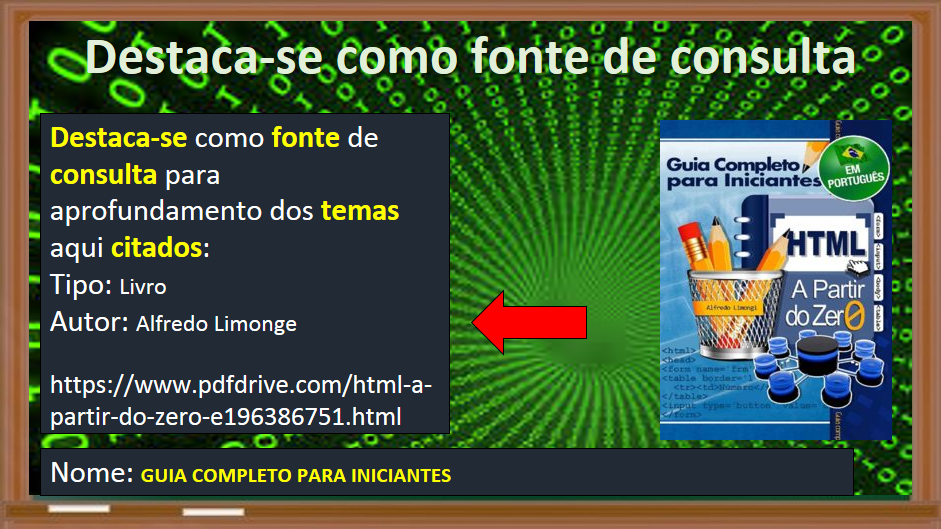 Destaca-se como fonte de consulta
Destaca-se como fonte de
consulta para
aprofundamento dos temas
aqui citados:
Tipo: Livro
Autor: Alfredo Limonge
https://www.pdfdrive.com/html-a-
partir-do-zero-e196386751.html
Nome: GUIA COMPLETO PARA INICIANTES
Guia Completo
para Iniciantes
EM
PORTUGUÊS
HTML
A Partir
do Zer0
Alfredo Limongi
<html>
<head>
<form name='frm
<table border='1
<tr><td>Numero</
</table>
<input type='button' value=
</form>